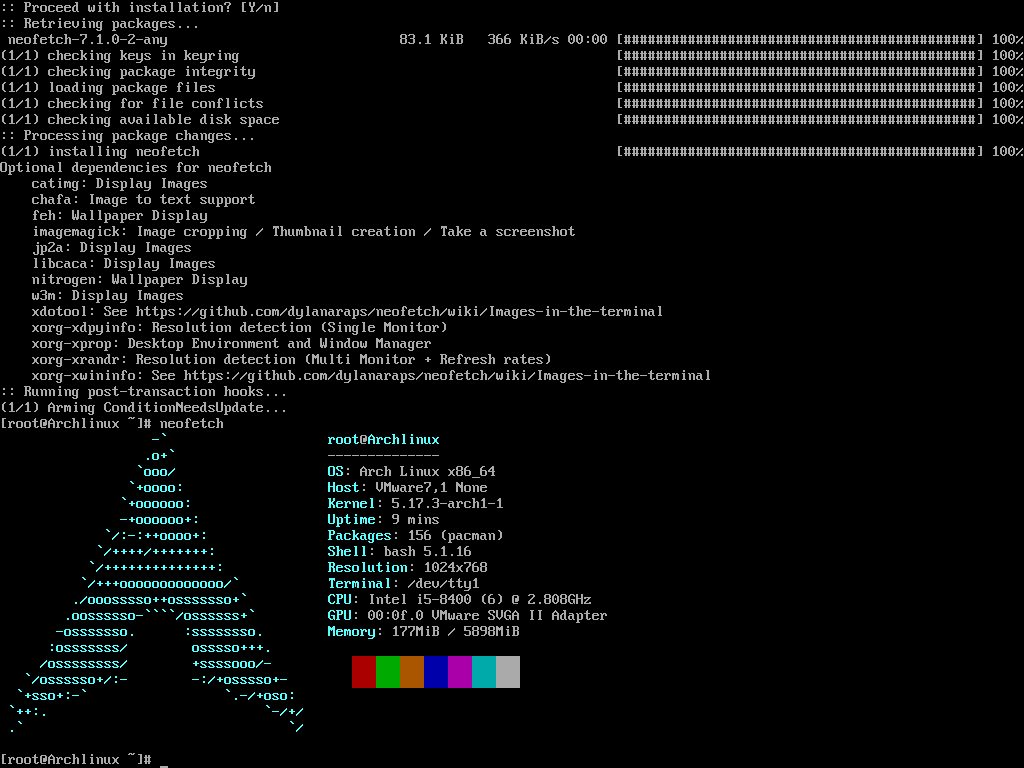 :: Proceed with installation? [Y/n]
:: Retrieving packages...
 neofetch-7.1.0-2-any                             83.1 KiB   366 KiB/s 00:00 [############################################] 100%
(1/1) checking keys in keyring                                               [############################################] 100%
(1/1) checking package integrity                                             [############################################] 100%
(1/1) loading package files                                                  [############################################] 100%
(1/1) checking for file conflicts                                            [############################################] 100%
(1/1) checking available disk space                                          [############################################] 100%
:: Processing package changes...
(1/1) installing neofetch                                                    [############################################] 100%
Optional dependencies for neofetch
    catimg: Display Images
    chafa: Image to text support
    feh: Wallpaper Display
    imagemagick: Image cropping / Thumbnail creation / Take a screenshot
    jp2a: Display Images
    libcaca: Display Images
    nitrogen: Wallpaper Display
    w3m: Display Images
    xdotool: See https://github.com/dylanaraps/neofetch/wiki/Images-in-the-terminal
    xorg-xdpyinfo: Resolution detection (Single Monitor)
    xorg-xprop: Desktop Environment and Window Manager
    xorg-xrandr: Resolution detection (Multi Monitor + Refresh rates)
    xorg-xwininfo: See https://github.com/dylanaraps/neofetch/wiki/Images-in-the-terminal
:: Running post-transaction hooks...
(1/1) Arming ConditionNeedsUpdate...
[root@Archlinux ~]# neofetch
                   -`                    root@Archlinux
                  .o+`                   --------------
                 `ooo/                   OS: Arch Linux x86_64
                `+oooo:                  Host: VMware7,1 None
               `+oooooo:                 Kernel: 5.17.3-arch1-1
               -+oooooo+:                Uptime: 9 mins
             `/:-:++oooo+:               Packages: 156 (pacman)
            `/++++/+++++++:              Shell: bash 5.1.16
           `/++++++++++++++:             Resolution: 1024x768
          `/+++ooooooooooooo/`           Terminal: /dev/tty1
         ./ooosssso++osssssso+`          CPU: Intel i5-8400 (6) @ 2.808GHz
        .oossssso-````/ossssss+`         GPU: 00:0f.0 VMware SVGA II Adapter
       -osssssso.      :ssssssso.        Memory: 177MiB / 5898MiB
      :osssssss/        osssso+++.
     /ossssssss/        +ssssooo/-
   `/ossssso+/:-        -:/+osssso+-
  `+sso+:-`                 `.-/+oso:
 `++:.                           `-/+/
 .`                                 `/
[root@Archlinux ~]# _